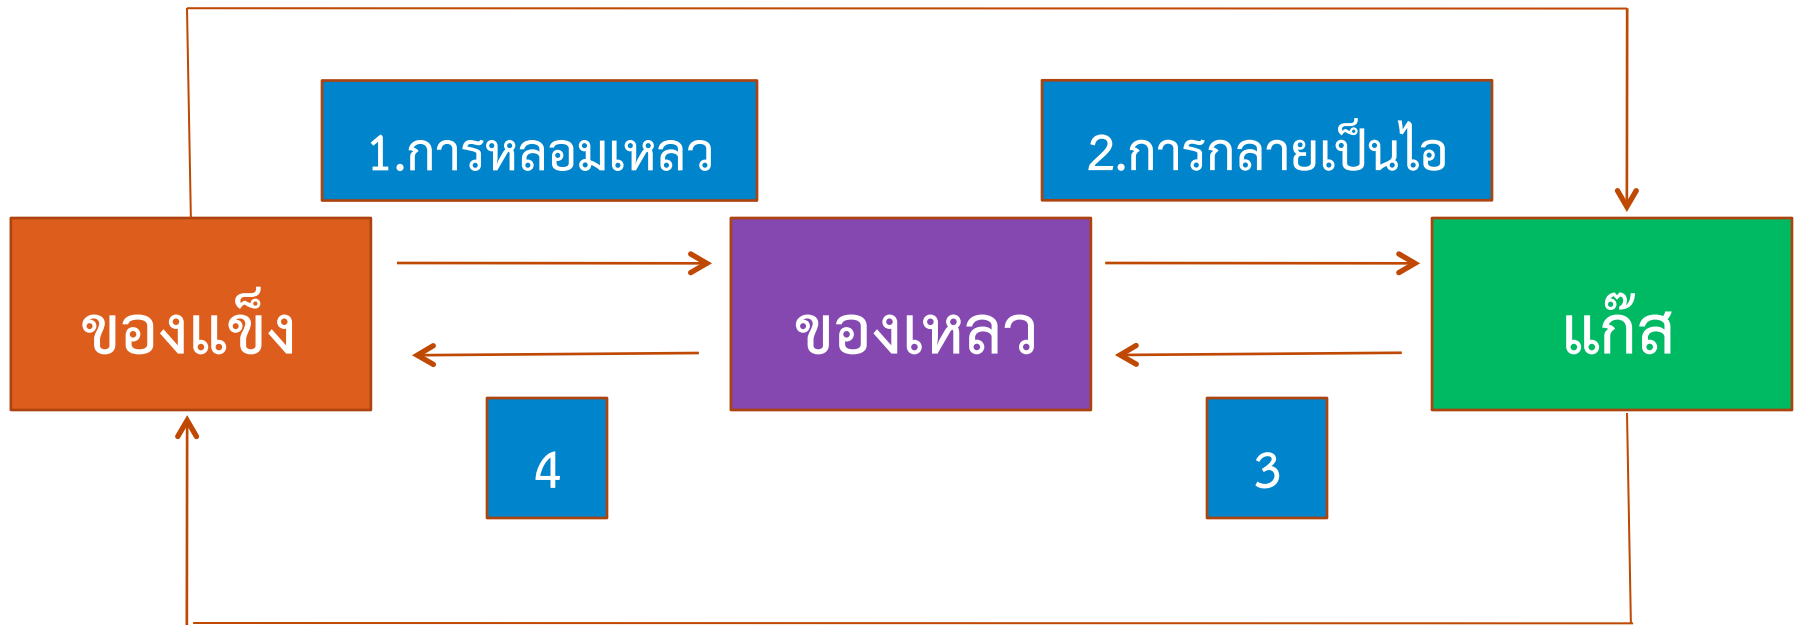 1.การหลอมเหลว
2.การกลายเป็นไอ
ของแข็ง
ของเหลว
แก๊ส
4
3